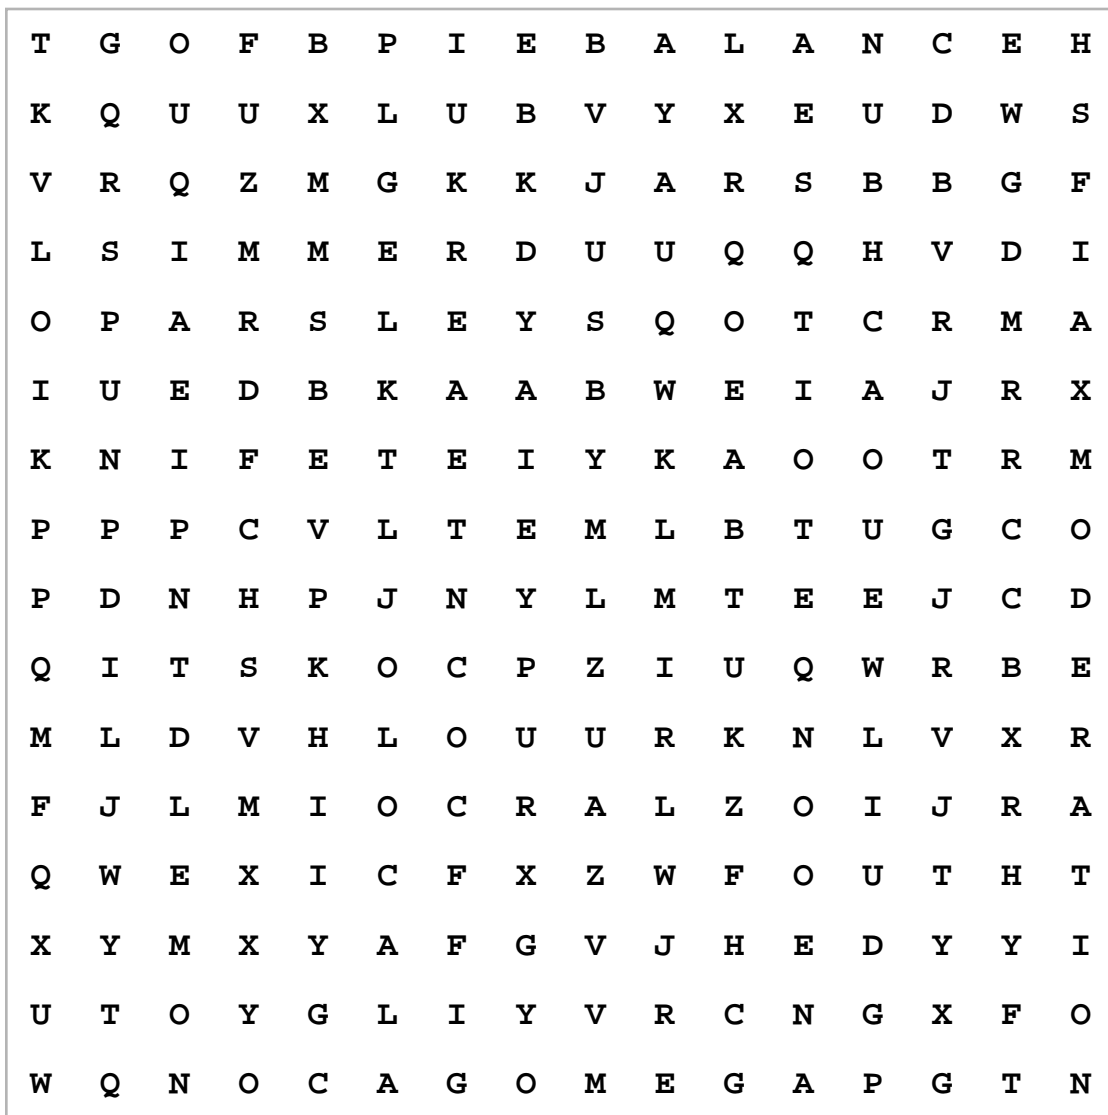 T G O F B P I E B A L A N C E H
K Q U U X L U B V Y X E U D W S
V R Q Z M G K K J A R S B B G F
L S I M M E R D U U Q Q H V D I
O P A R S L E Y S Q O T C R M A
I U E D B K A A B W E I A J R X
K N I F E T E I Y K A O O T R M
P P P C V L T E M L B T U G C O
P D N H P J N Y L M T E E J C D
Q I T S K O C P Z I U Q W R B E
M L D V H L O U U R K N L V X R
F J L M I O C R A L Z O I J R A
Q W E X I C F X Z W F O U T H T
X Y M X Y A F G V J H E D Y Y I
U T O Y G L I Y V R C N G X F O
W Q N O C A G O M E G A P G T N